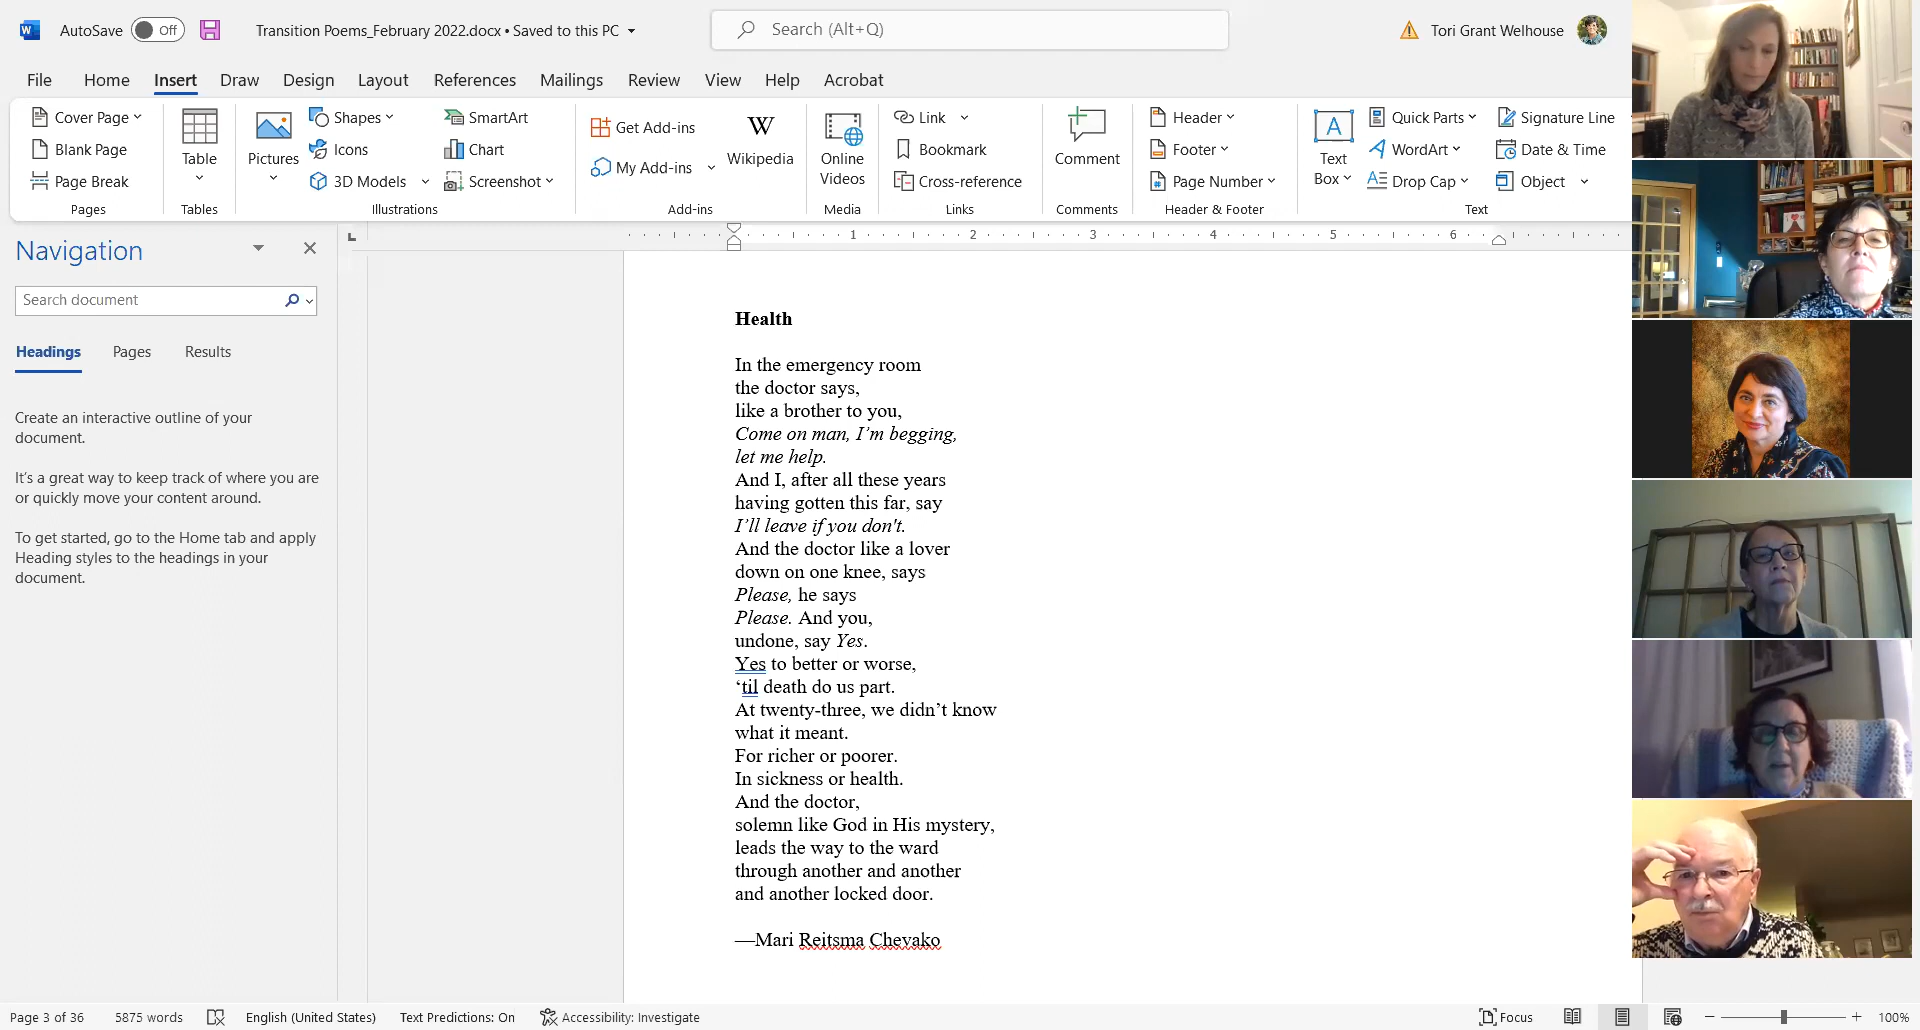 AutoSave Off Transition Poems_February 2022.docx • Saved to this PC Search (Alt+Q) Tori Grant Welhouse
File Home Insert Draw Design Layout References Mailings Review View Help Acrobat
Cover Page
Blank Page
Page Break
Pages
Table
Tables
Pictures
Shapes
Icons
3D Models
SmartArt
Chart
Screenshot
Illustrations
Get Add-ins
My Add-ins
W
Wikipedia
Add-ins
Online
Videos
Media
Link
Bookmark
Cross-reference
Links
Comment
Comments
Header
Footer
Page Number
Header & Footer
A
Text
Box
Quick Parts
WordArt
Drop Cap
Signature Line
Date & Time
Object
Text
Navigation
Search document
Headings Pages Results
Create an interactive outline of your
document.
It's a great way to keep track of where you are
or quickly move your content around.
To get started, go to the Home tab and apply
Heading styles to the headings in your
document.
1 2 3 4 5 6
Health
In the emergency room
the doctor says,
like a brother to you,
Come on man, I'm begging,
let me help.
And I, after all these years
having gotten this far, say
I'll leave if you don't.
And the doctor like a lover
down on one knee, says
Please, he says
Please. And you,
undone, say Yes.
Yes to better or worse,
‘til death do us part.
At twenty-three, we didn’t know
what it meant.
For richer or poorer.
In sickness or health.
And the doctor,
solemn like God in His mystery,
leads the way to the ward
through another and another
and another locked door.
—Mari Reitsma Chevako
Page 3 of 36 5875 words English (United States) Text Predictions: On Accessibility: Investigate Focus 100%